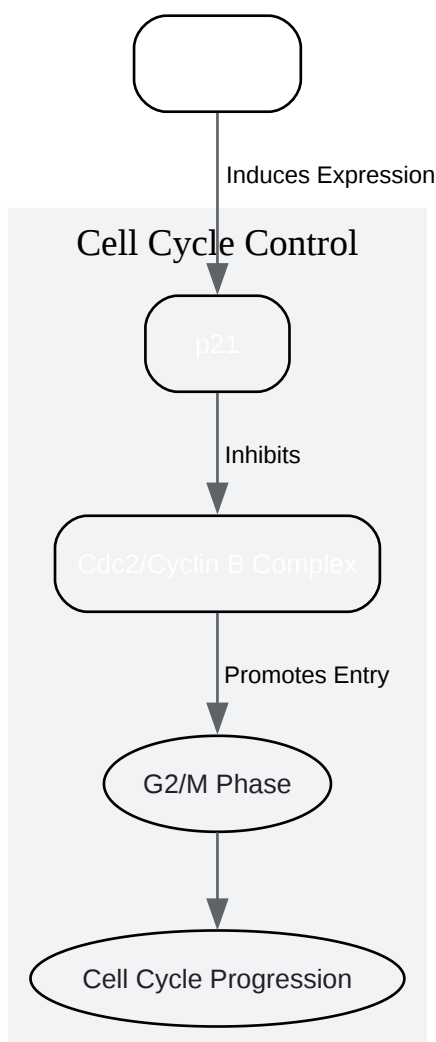 Induces Expression
Cell Cycle Control
p21
Inhibits
Cdc2/Cyclin B Complex
Promotes Entry
G2/M Phase
Cell Cycle Progression